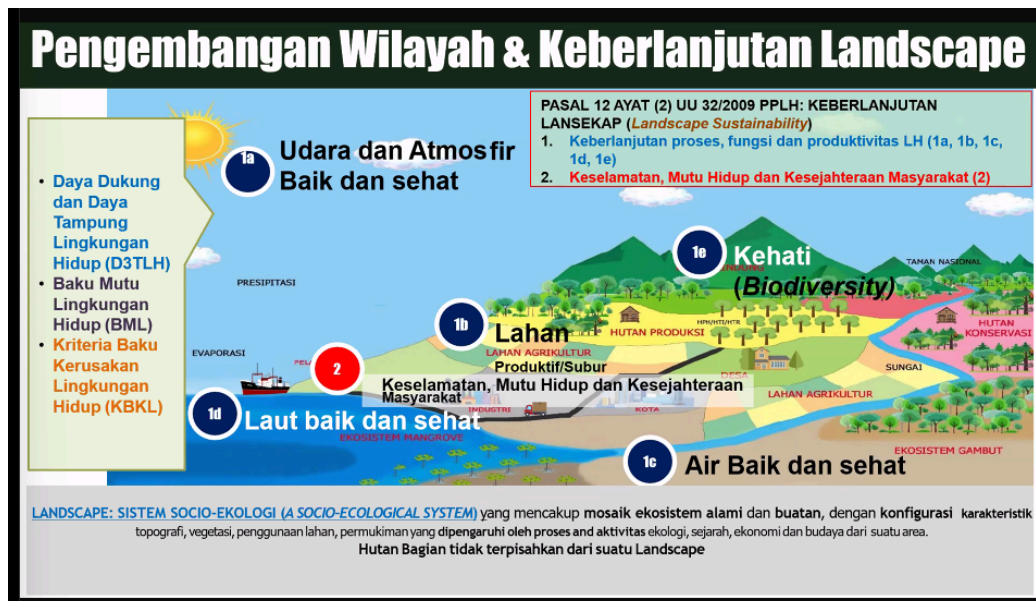 Pengembangan Wilayah & Keberlanjutan Landscape
PASAL 12 AYAT (2) UU 32/2009 PPLH: KEBERLANJUTAN
LANSEKAP (Landscape Sustainability)
1. Keberlanjutan proses, fungsi dan produktivitas LH (1a, 1b, 1c,
1d, 1e)
2. Keselamatan, Mutu Hidup dan Kesejahteraan Masyarakat (2)
• Daya Dukung
dan Daya
Tampung
Lingkungan
Hidup (D3TLH)
• Baku Mutu
Lingkungan
Hidup (BML)
• Kriteria Baku
Kerusakan
Lingkungan
Hidup (KBKL)
1a
Udara dan Atmosfir
Baik dan sehat
1e
Kehati
(Biodiversity)
TAMAN NASIONAL
PRESIPITASI
1b
Lahan
Produktif/Subur
HUTAN PRODUKSI
HPH/HTI/HTR
HUTAN
KONSERVASI
EVAPORASI
LAHAN AGRIKULTUR
DESA
SUNGAI
2
Keselamatan, Mutu Hidup dan Kesejahteraan
Masyarakat
INDUSTRI
KOTA
LAHAN AGRIKULTUR
1d
Laut baik dan sehat
EKOSISTEM MANGROVE
1c
Air Baik dan sehat
EKOSISTEM GAMBUT
LANDSCAPE: SISTEM SOCIO-EKOLOGI (A SOCIO-ECOLOGICAL SYSTEM) yang mencakup mosaik ekosistem alami dan buatan, dengan konfigurasi karakteristik
topografi, vegetasi, penggunaan lahan, permukiman yang dipengaruhi oleh proses and aktivitas ekologi, sejarah, ekonomi dan budaya dari suatu area.
Hutan Bagian tidak terpisahkan dari suatu Landscape